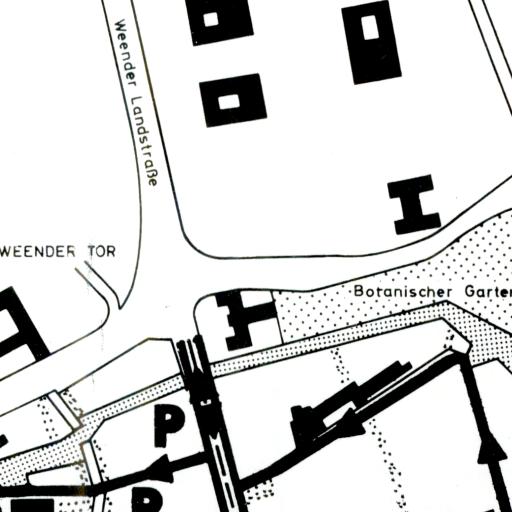 Weender Landstraße
WEENDER TOR
Botanischer Garten
P
P